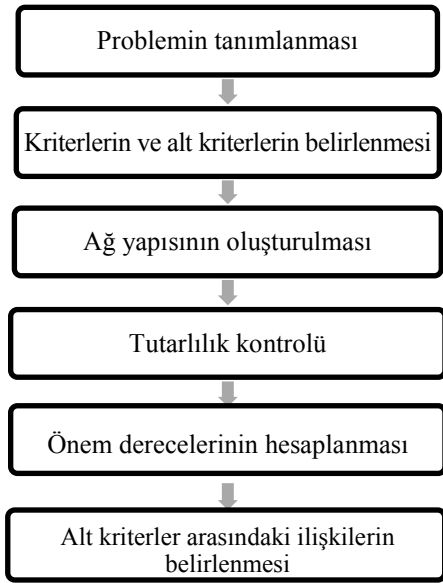 Problemin tanımlanması
Kriterlerin ve alt kriterlerin belirlenmesi
Ağ yapısının oluşturulması
Tutarlılık kontrolü
Önem derecelerinin hesaplanması
Alt kriterler arasındaki ilişkilerin
belirlenmesi